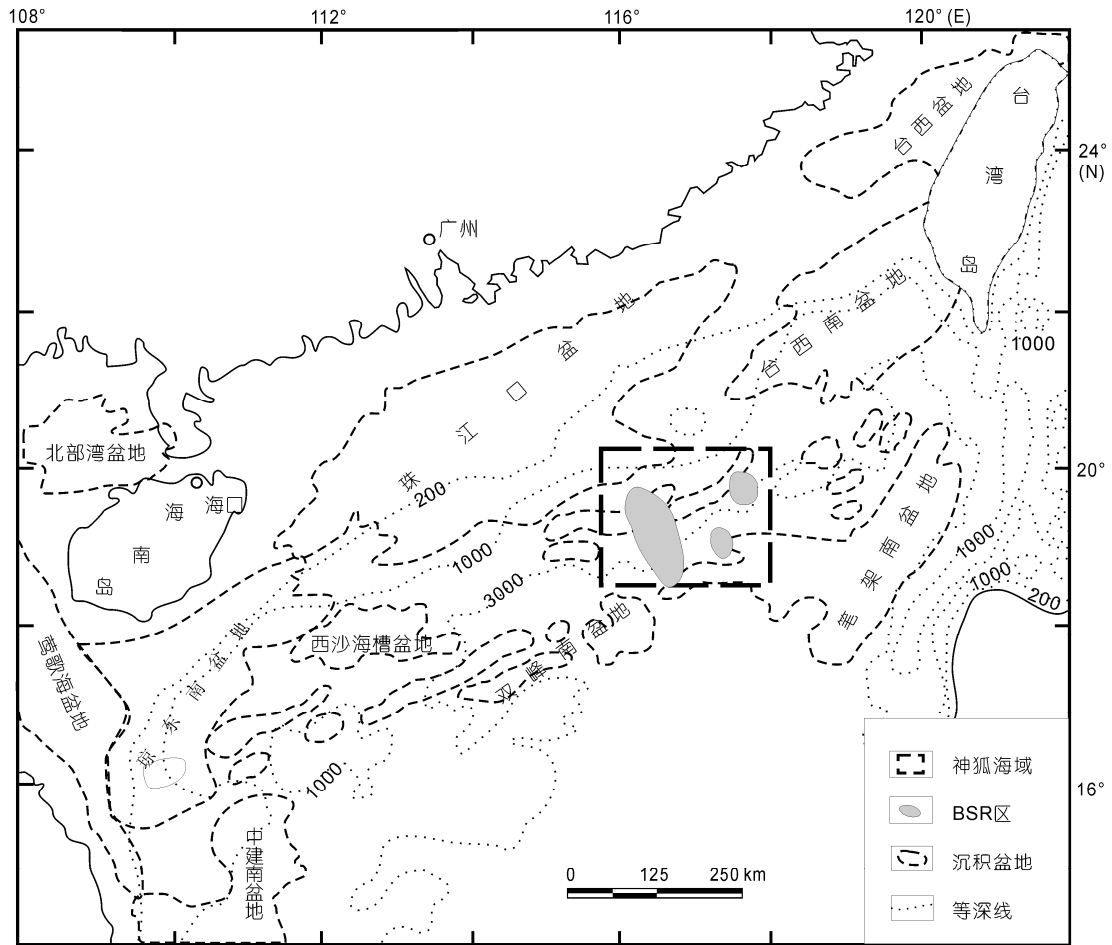 108°
112°
116°
120° (E)
24°
(N)
20°
16°
台西盆地
台湾岛
广州
珠江口盆地
台西南盆地
1000
北部湾盆地
海口
海南岛
200
1000
3000
笔架南盆地
1000
1000
200
莺歌海盆地
琼东南盆地
西沙海槽盆地
双峰南盆地
1000
中建南盆地
0 125 250 km
神狐海域
BSR区
沉积盆地
等深线